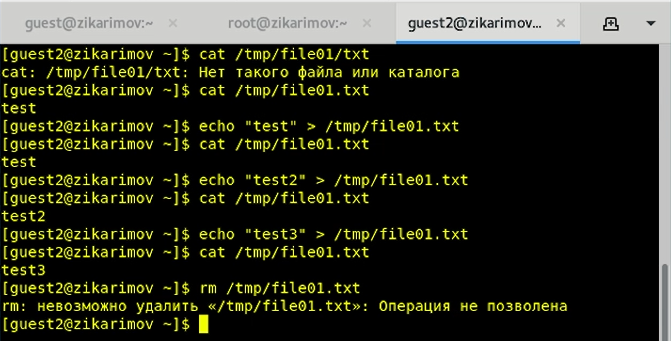 guest@zikarimov:~ × root@zikarimov:~ × guest2@zikarimov... ×
[guest2@zikarimov ~]$ cat /tmp/file01/txt
cat: /tmp/file01/txt: Нет такого файла или каталога
[guest2@zikarimov ~]$ cat /tmp/file01.txt
test
[guest2@zikarimov ~]$ echo "test" > /tmp/file01.txt
[guest2@zikarimov ~]$ cat /tmp/file01.txt
test
[guest2@zikarimov ~]$ echo "test2" > /tmp/file01.txt
[guest2@zikarimov ~]$ cat /tmp/file01.txt
test2
[guest2@zikarimov ~]$ echo "test3" > /tmp/file01.txt
[guest2@zikarimov ~]$ cat /tmp/file01.txt
test3
[guest2@zikarimov ~]$ rm /tmp/file01.txt
rm: невозможно удалить «/tmp/file01.txt»: Операция не позволена
[guest2@zikarimov ~]$